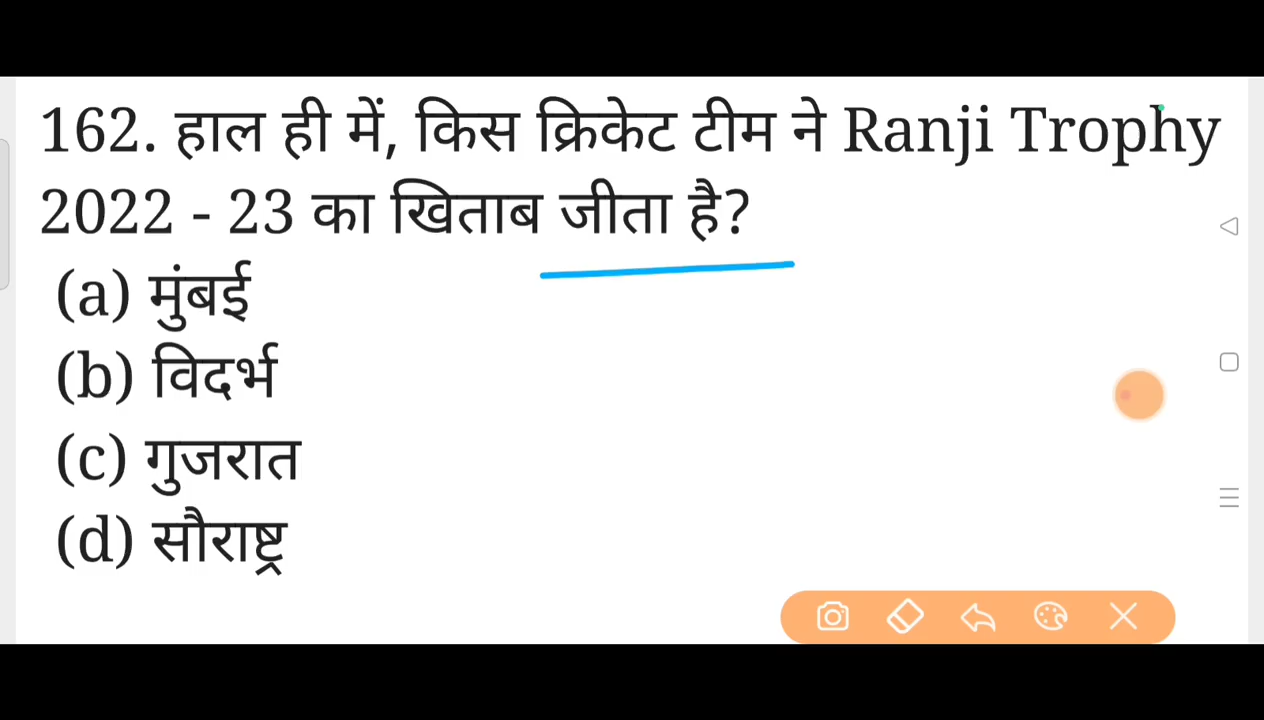 162. हाल ही में, किस क्रिकेट टीम ने Ranji Trophy
2022 - 23 का खिताब जीता है?
(a) मुंबई
(b) विदर्भ
(c) गुजरात
(d) सौराष्ट्र